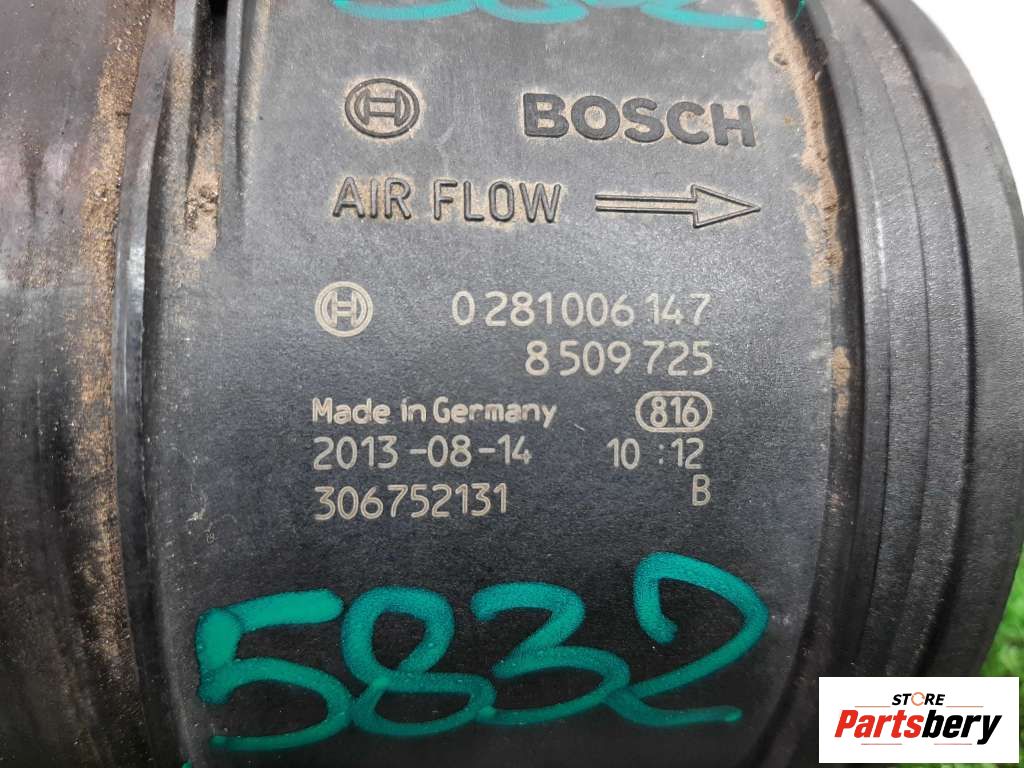 BOSCH
AIR FLOW
0 281 006 147
8 509 725
Made in Germany 816
2013-08-14 10:12
306752131 B
5832
STORE
Partsbery